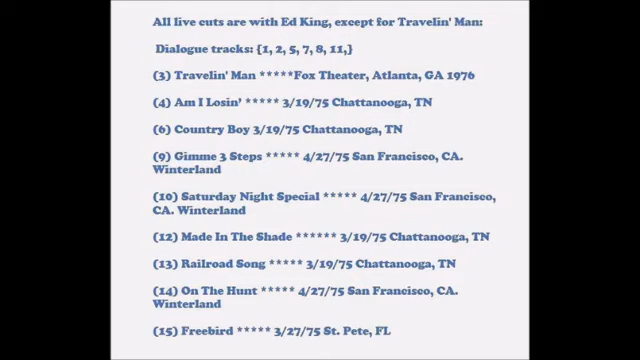 All live cuts are with Ed King, except for Travelin' Man:
Dialogue tracks: {1, 2, 5, 7, 8, 11,}
(3) Travelin' Man *****Fox Theater, Atlanta, GA 1976
(4) Am I Losin' ***** 3/19/75 Chattanooga, TN
(6) Country Boy 3/19/75 Chattanooga, TN
(9) Gimme 3 Steps ***** 4/27/75 San Francisco, CA.
Winterland
(10) Saturday Night Special ***** 4/27/75 San Francisco,
CA. Winterland
(12) Made In The Shade ****** 3/19/75 Chattanooga, TN
(13) Railroad Song ***** 3/19/75 Chattanooga, TN
(14) On The Hunt ***** 4/27/75 San Francisco, CA.
Winterland
(15) Freebird ***** 3/27/75 St. Pete, FL